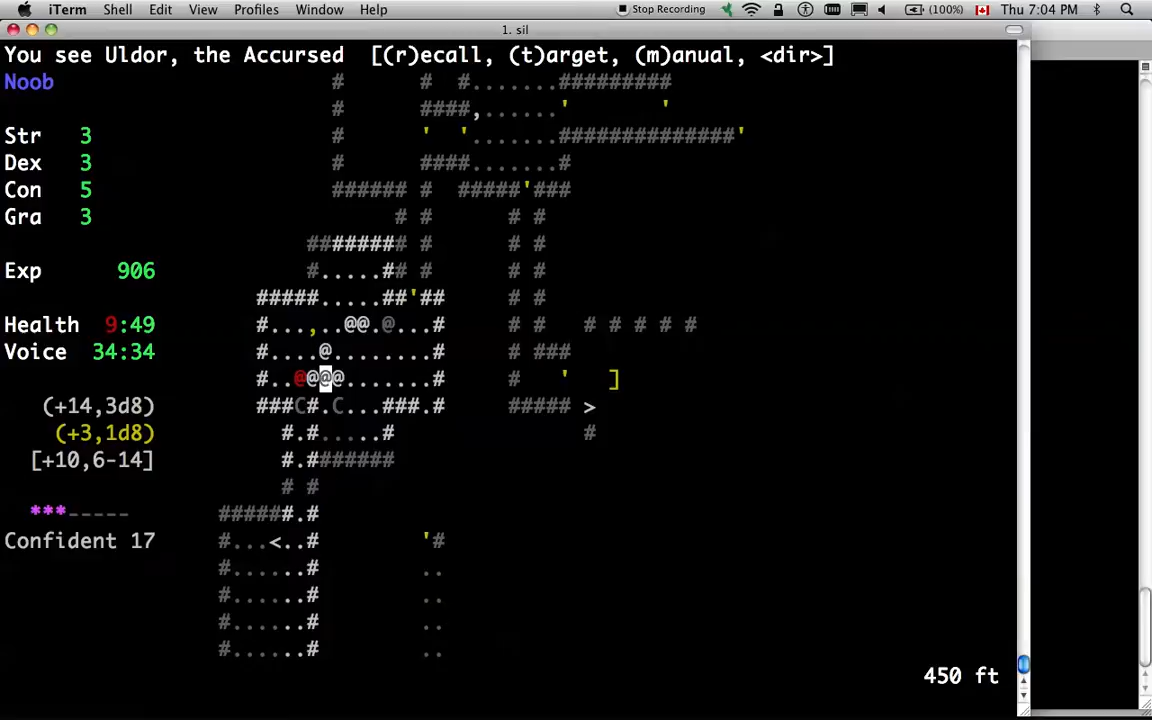 iTerm Shell Edit View Profiles Window Help Stop Recording (100%) Thu 7:04 PM
1. sil
You see Uldor, the Accursed [(r)ecall, (t)arget, (m)anual, <dir>]
Noob # # #.......#########
# ####,......' '
Str 3 # ' '.......##############'
Dex 3 # ####.......#
Con 5 ###### # #####'###
Gra 3 # # # #
#######​# # # #
Exp 906 #.....## # # #
#####.....##'## # #
Health 9:49 #...,..@@.@...# # # # # # # #
Voice 34:34 #....@........# # ###
#..@@@@.......# # ' ]
(+14,3d8) ###C#.C...###.# ##### >
(+3,1d8) #.#.....# #
[+10,6-14] #.#######
# #
***----- #####​#.#
Confident 17 #...<..# '#
#......# ..
#......# ..
#......# ..
#......# ..
450 ft